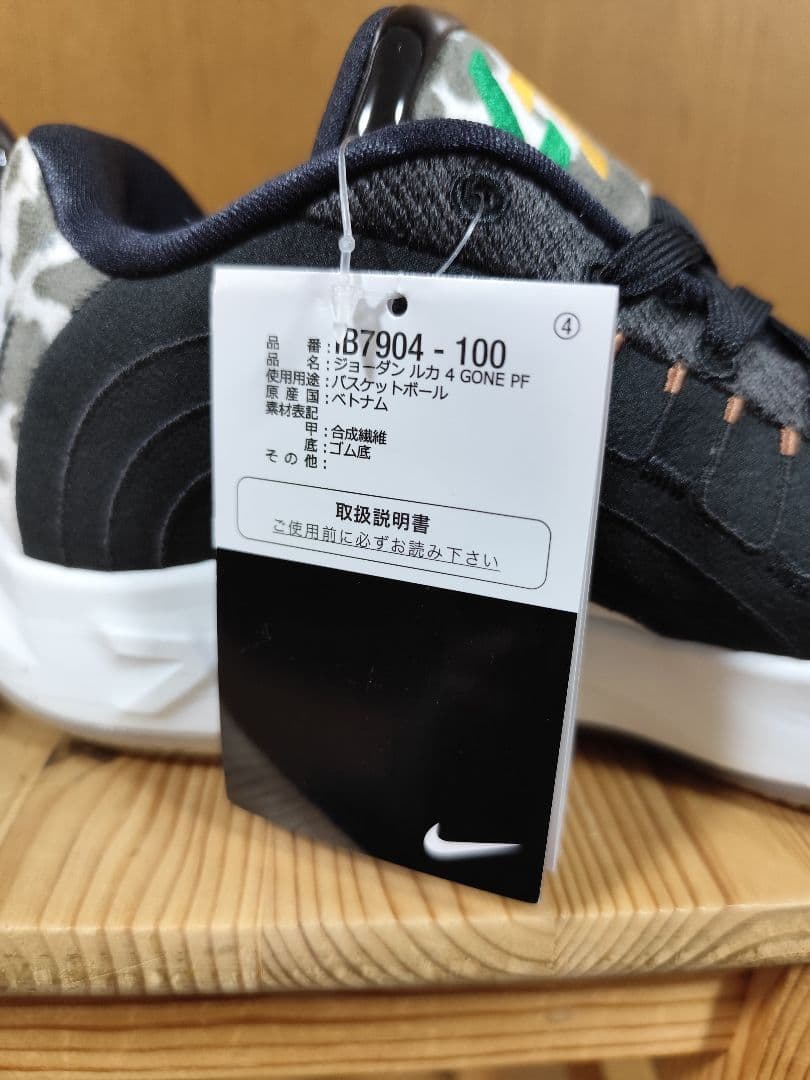 ④
品番:IB7904-100
品名:ジョーダン ルカ 4 GONE PF
使用用途:バスケットボール
原産国:ベトナム
素材表記
甲:合成繊維
底:ゴム底
その他:
取扱説明書
ご使用前に必ずお読み下さい